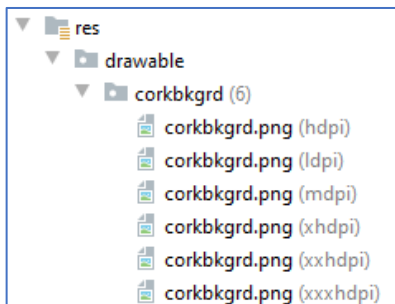 res
drawable
corkbkgrd (6)
corkbkgrd.png (hdpi)
corkbkgrd.png (ldpi)
corkbkgrd.png (mdpi)
corkbkgrd.png (xhdpi)
corkbkgrd.png (xxhdpi)
corkbkgrd.png (xxxhdpi)